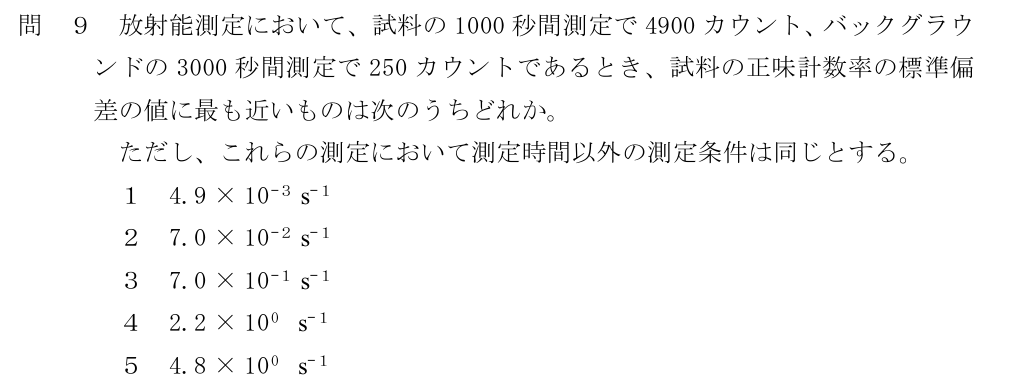 問　９　放射能測定において、試料の 1000 秒間測定で 4900 カウント、バックグラウ
ンドの 3000 秒間測定で 250 カウントであるとき、試料の正味計数率の標準偏
差の値に最も近いものは次のうちどれか。
ただし、これらの測定において測定時間以外の測定条件は同じとする。
１　4.9 × 10⁻³ s⁻¹
２　7.0 × 10⁻² s⁻¹
３　7.0 × 10⁻¹ s⁻¹
４　2.2 × 10⁰ s⁻¹
５　4.8 × 10⁰ s⁻¹